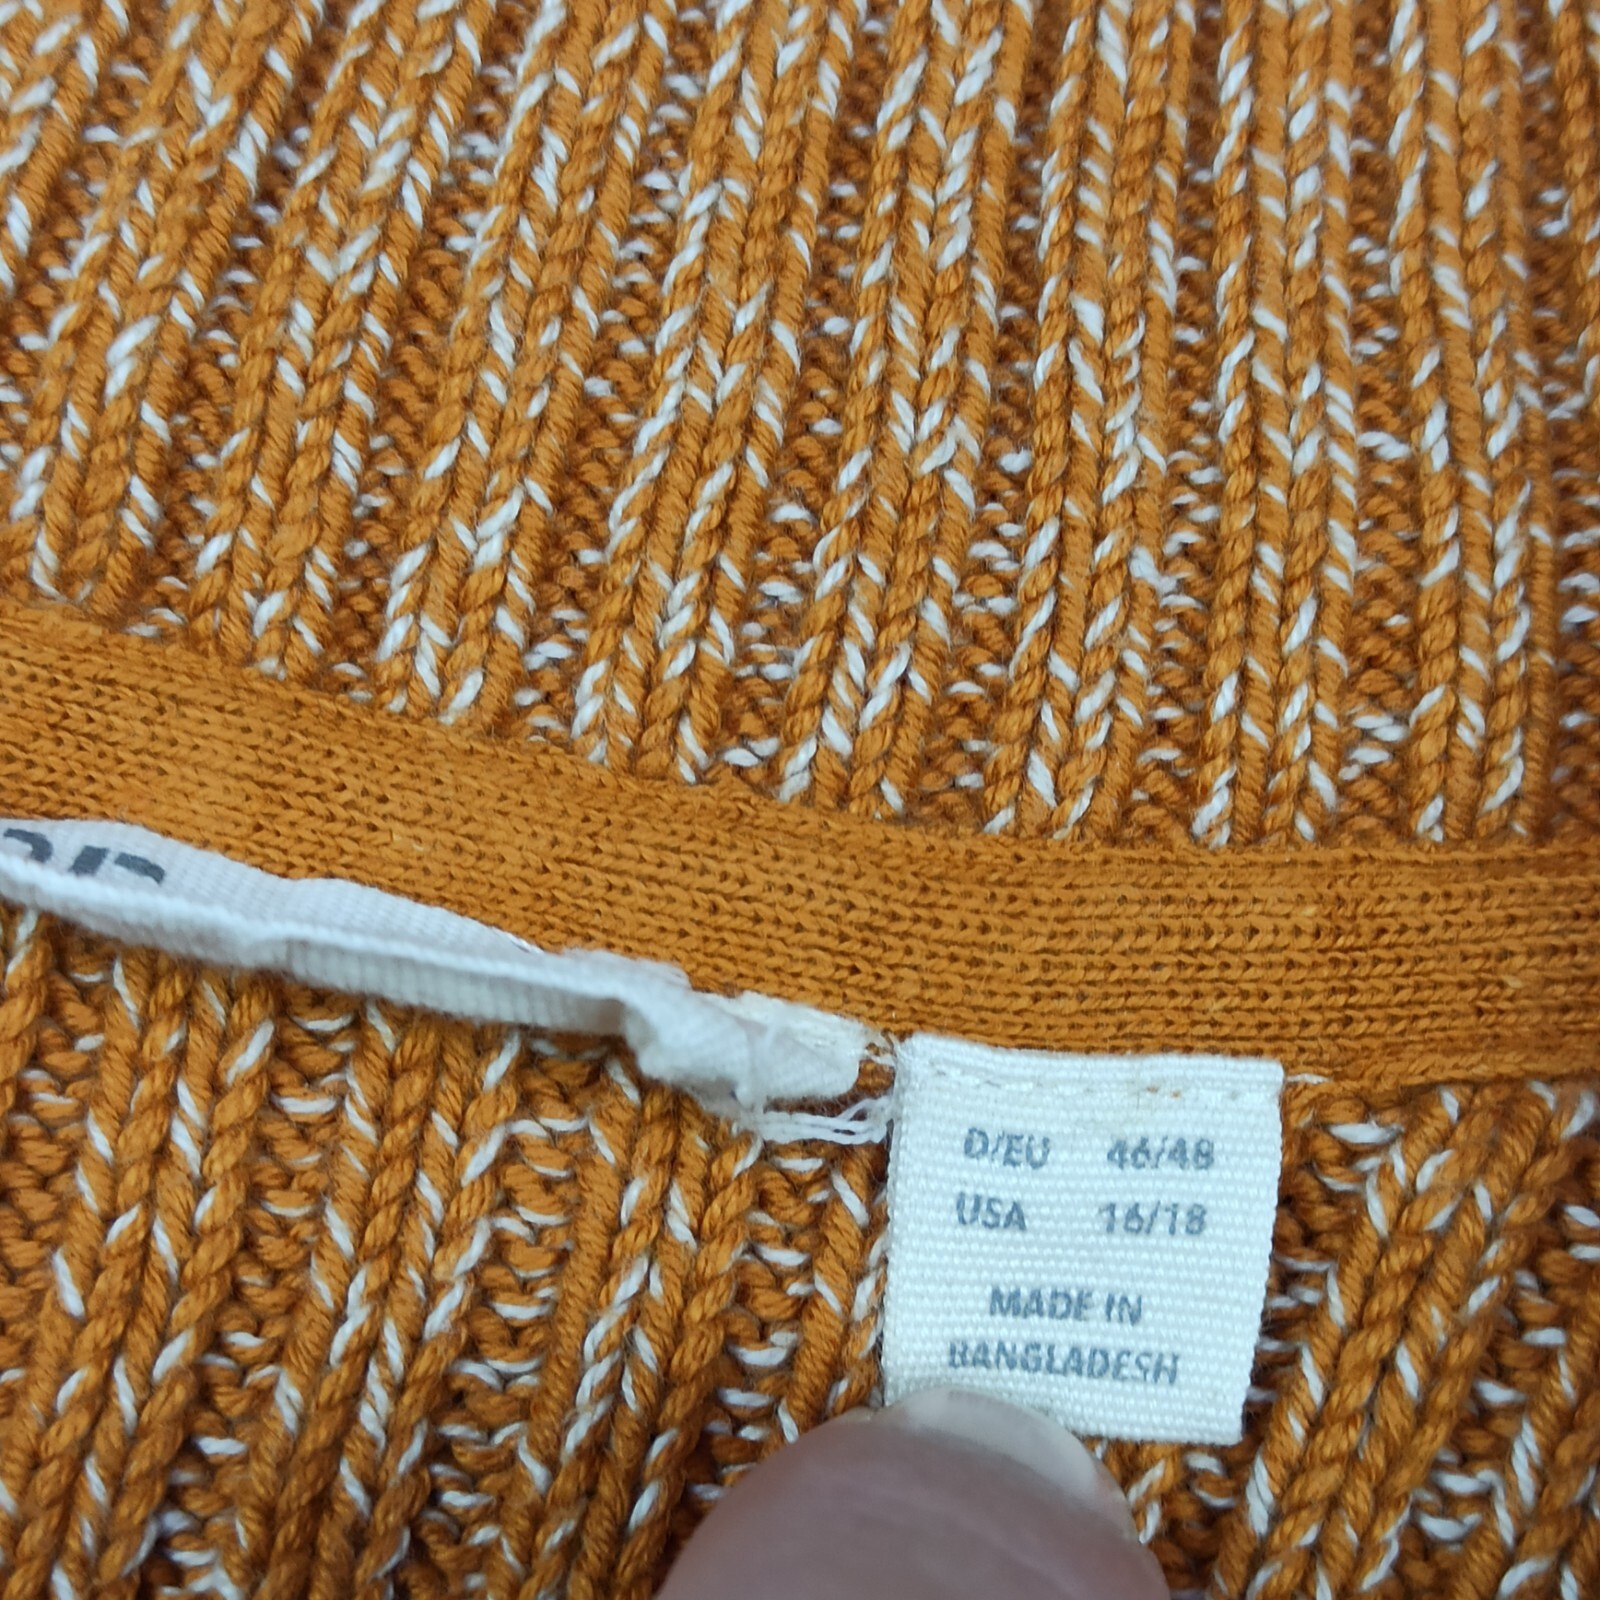 D/EU 46/48
USA 16/18
MADE IN
BANGLADESH